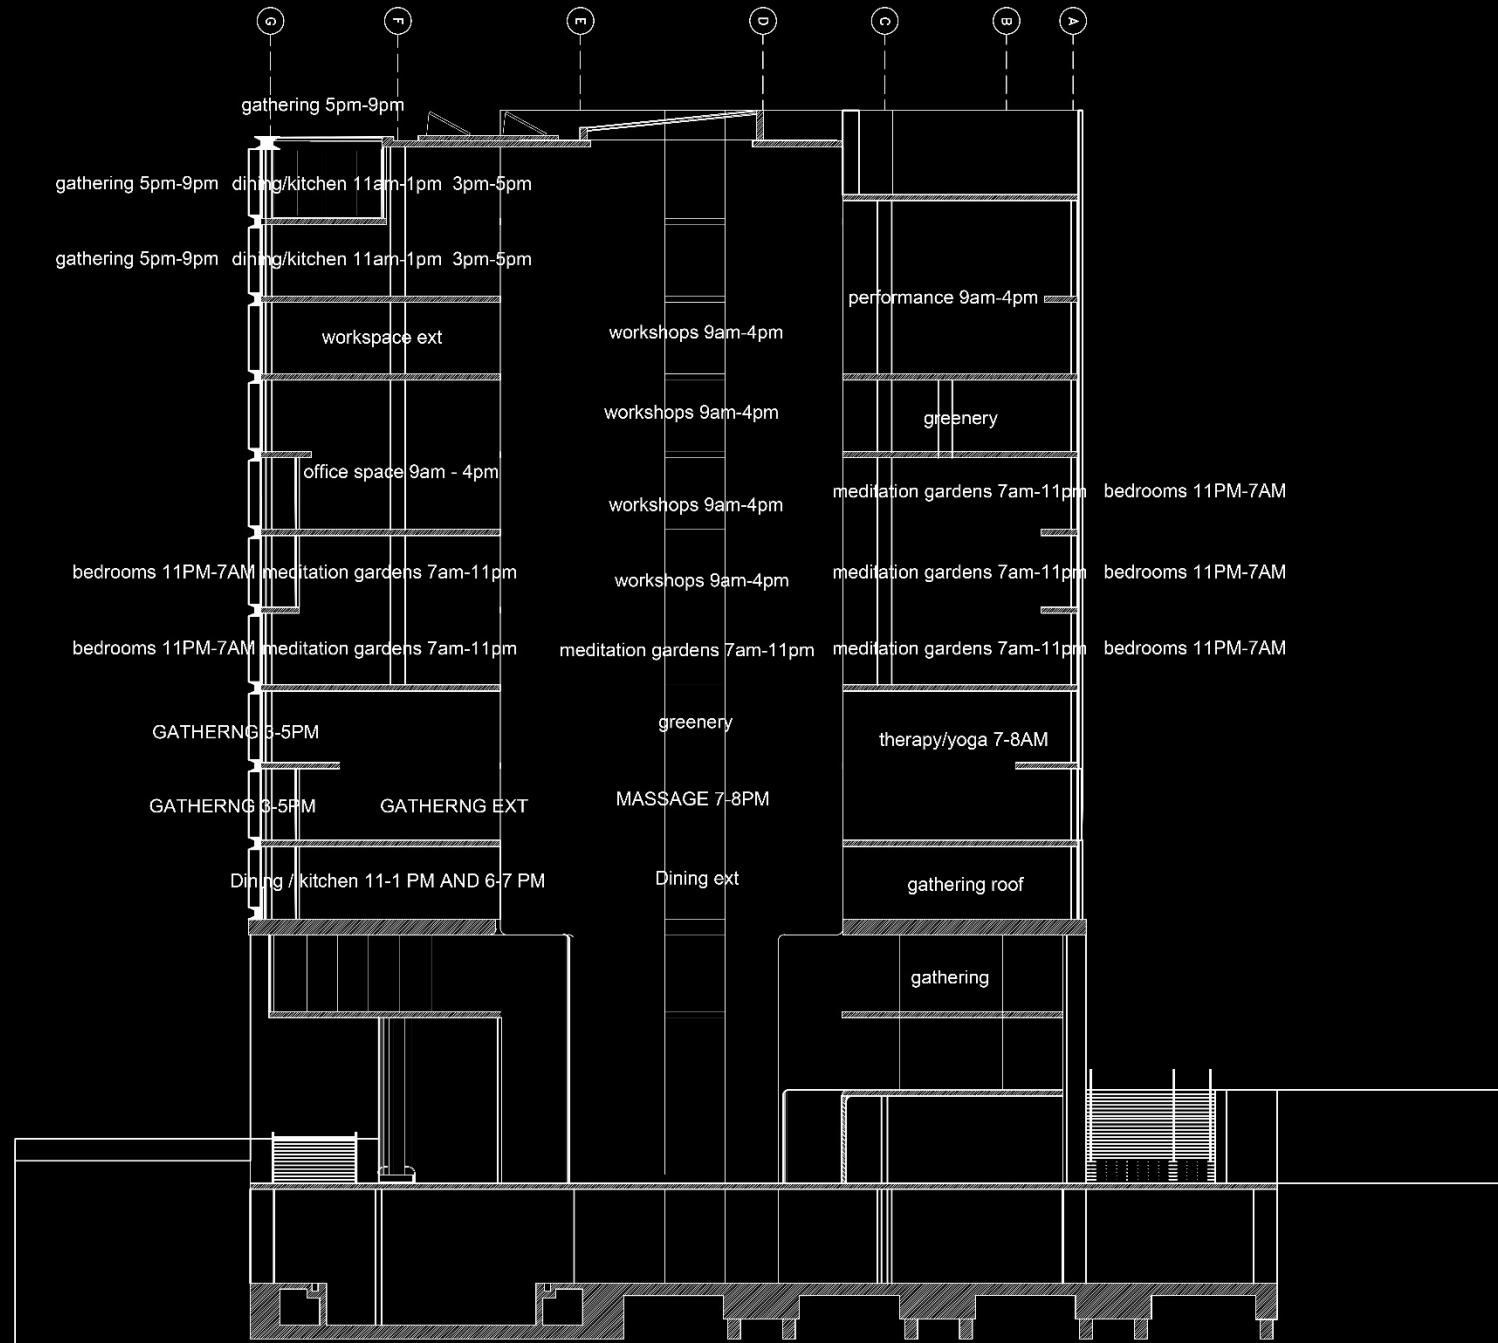 G F E D C B A
gathering 5pm-9pm
gathering 5pm-9pm dining/kitchen 11am-1pm 3pm-5pm
gathering 5pm-9pm dining/kitchen 11am-1pm 3pm-5pm
performance 9am-4pm
workspace ext workshops 9am-4pm
workshops 9am-4pm greenery
office space 9am - 4pm
workshops 9am-4pm meditation gardens 7am-11pm bedrooms 11PM-7AM
bedrooms 11PM-7AM meditation gardens 7am-11pm workshops 9am-4pm meditation gardens 7am-11pm bedrooms 11PM-7AM
bedrooms 11PM-7AM meditation gardens 7am-11pm meditation gardens 7am-11pm meditation gardens 7am-11pm bedrooms 11PM-7AM
GATHERNG 3-5PM greenery therapy/yoga 7-8AM
GATHERNG 3-5PM GATHERNG EXT MASSAGE 7-8PM
Dining / kitchen 11-1 PM AND 6-7 PM Dining ext gathering roof
gathering